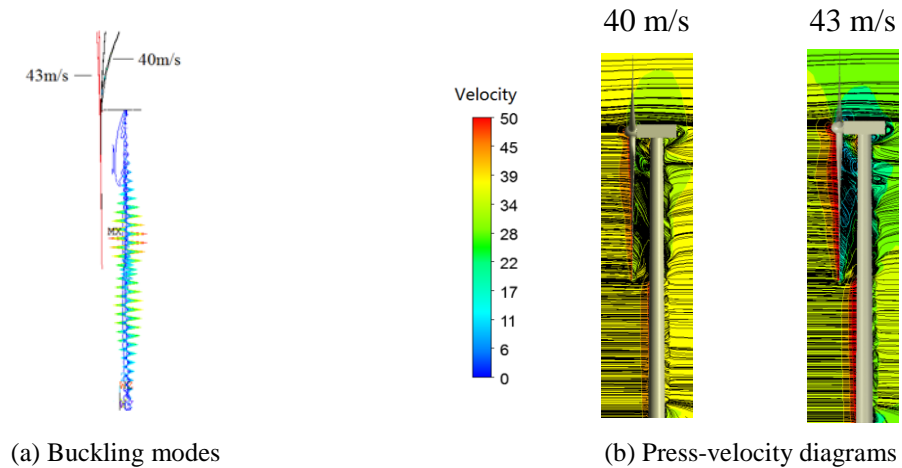 40 m/s
43 m/s
40m/s
43m/s
Velocity
50
45
39
34
28
22
17
11
6
0
MX
(a) Buckling modes
(b) Press-velocity diagrams